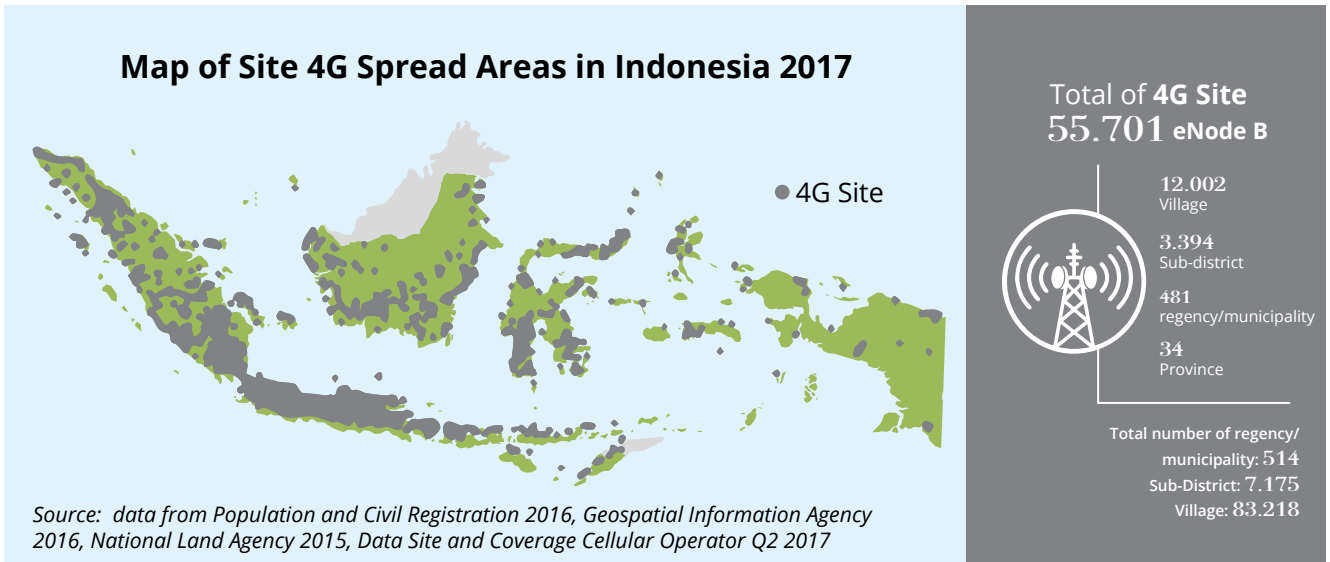 Map of Site 4G Spread Areas in Indonesia 2017
4G Site
Source: data from Population and Civil Registration 2016, Geospatial Information Agency
2016, National Land Agency 2015, Data Site and Coverage Cellular Operator Q2 2017
Total of 4G Site
55.701 eNode B
12.002
Village
3.394
Sub-district
481
regency/municipality
34
Province
Total number of regency/
municipality: 514
Sub-District: 7.175
Village: 83.218